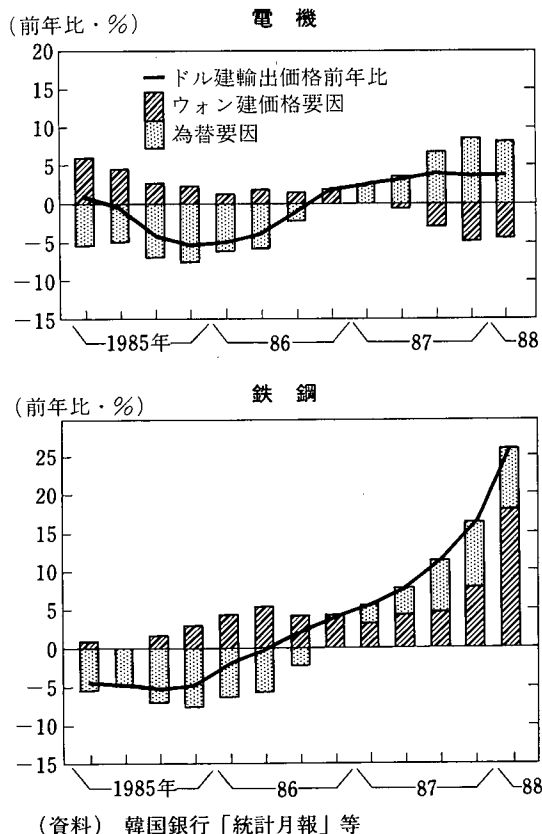 電機
(前年比・%)
20
15
10
5
0
−5
−10
−15
ドル建輸出価格前年比
ウォン建価格要因
為替要因
1985年
86
87
88
鉄鋼
(前年比・%)
25
20
15
10
5
0
−5
−10
−15
1985年
86
87
88
(資料) 韓国銀行「統計月報」等